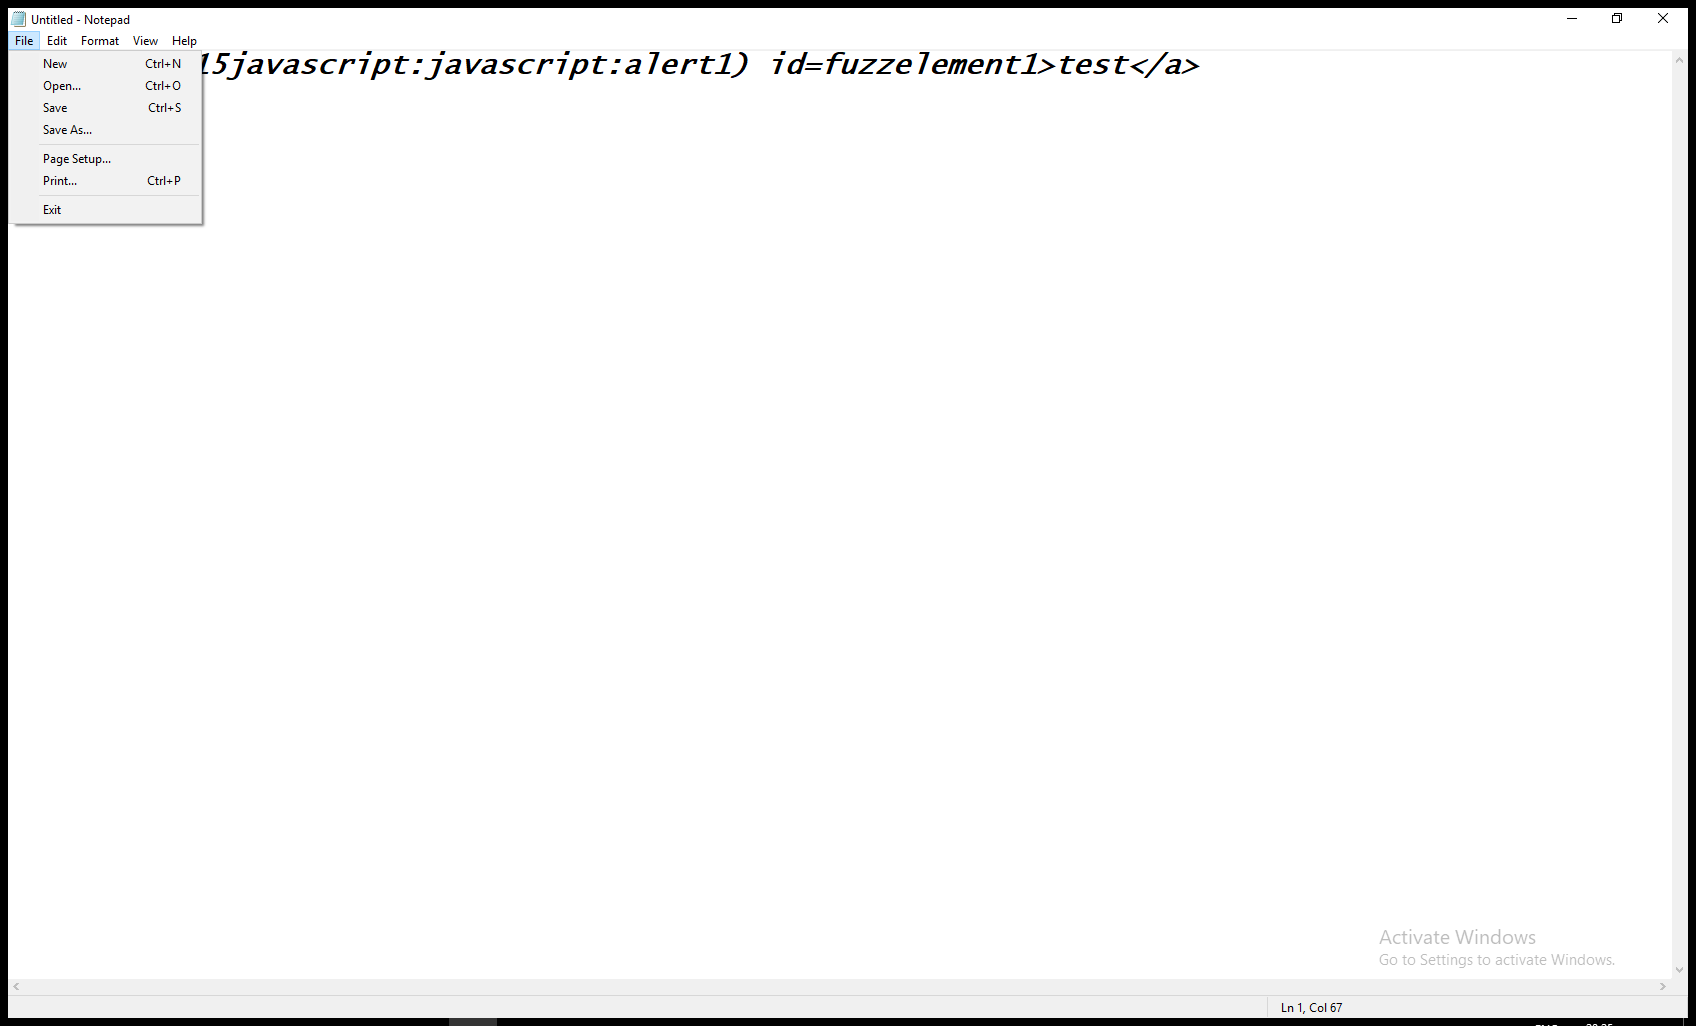 Untitled - Notepad
File Edit Format View Help
15javascript:javascript:alert1) id=fuzzelement1>test</a>
New Ctrl+N
Open... Ctrl+O
Save Ctrl+S
Save As...
Page Setup...
Print... Ctrl+P
Exit
Activate Windows
Go to Settings to activate Windows.
Ln 1, Col 67